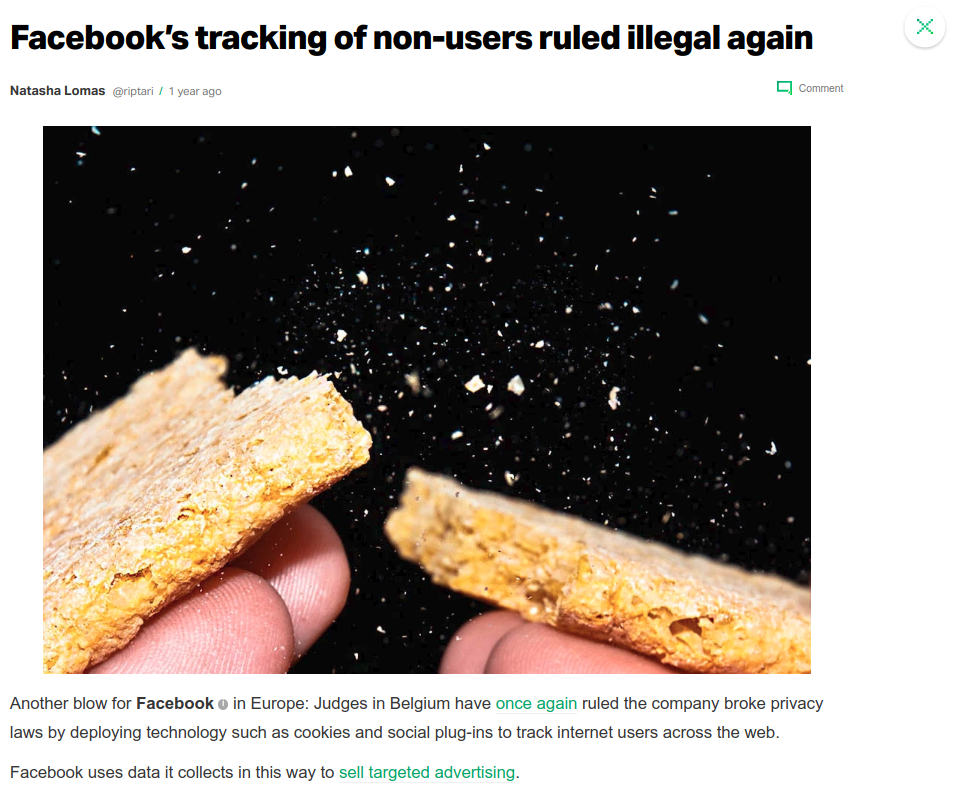 Facebook’s tracking of non-users ruled illegal again
Natasha Lomas @riptari / 1 year ago
Comment
Another blow for Facebook in Europe: Judges in Belgium have once again ruled the company broke privacy
laws by deploying technology such as cookies and social plug-ins to track internet users across the web.
Facebook uses data it collects in this way to sell targeted advertising.